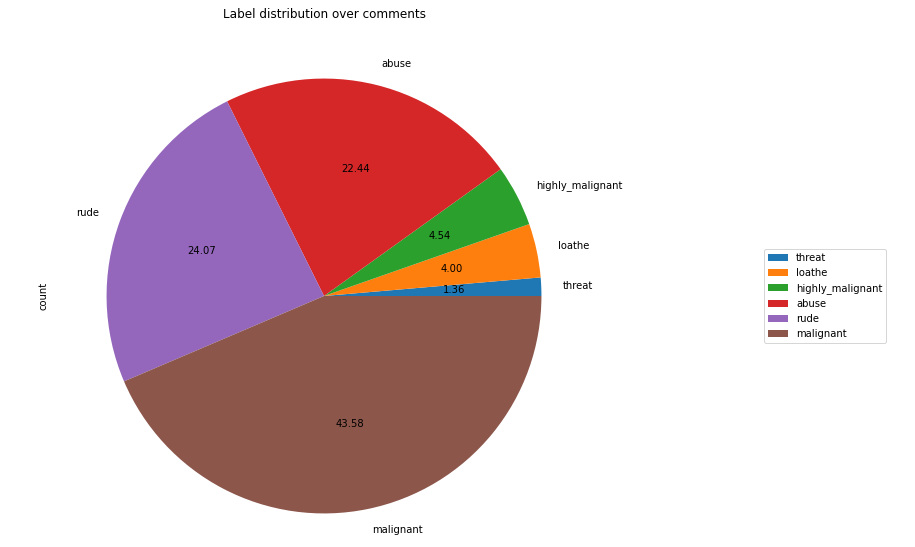 Label distribution over comments
abuse
22.44
highly_malignant
4.54
rude
24.07
loathe
4.00
threat
1.36
count
43.58
malignant
threat
loathe
highly_malignant
abuse
rude
malignant